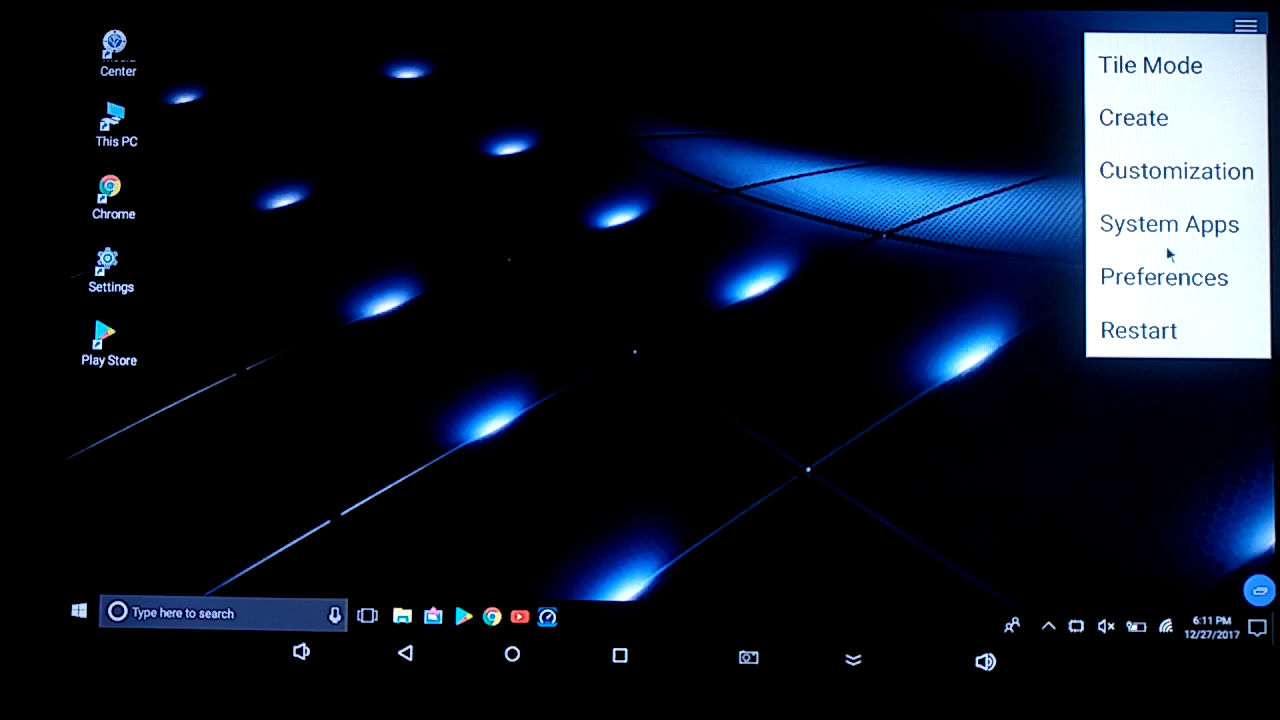 Center
This PC
Chrome
Settings
Play Store
Tile Mode
Create
Customization
System Apps
Preferences
Restart
Type here to search
6:11 PM
12/27/2017